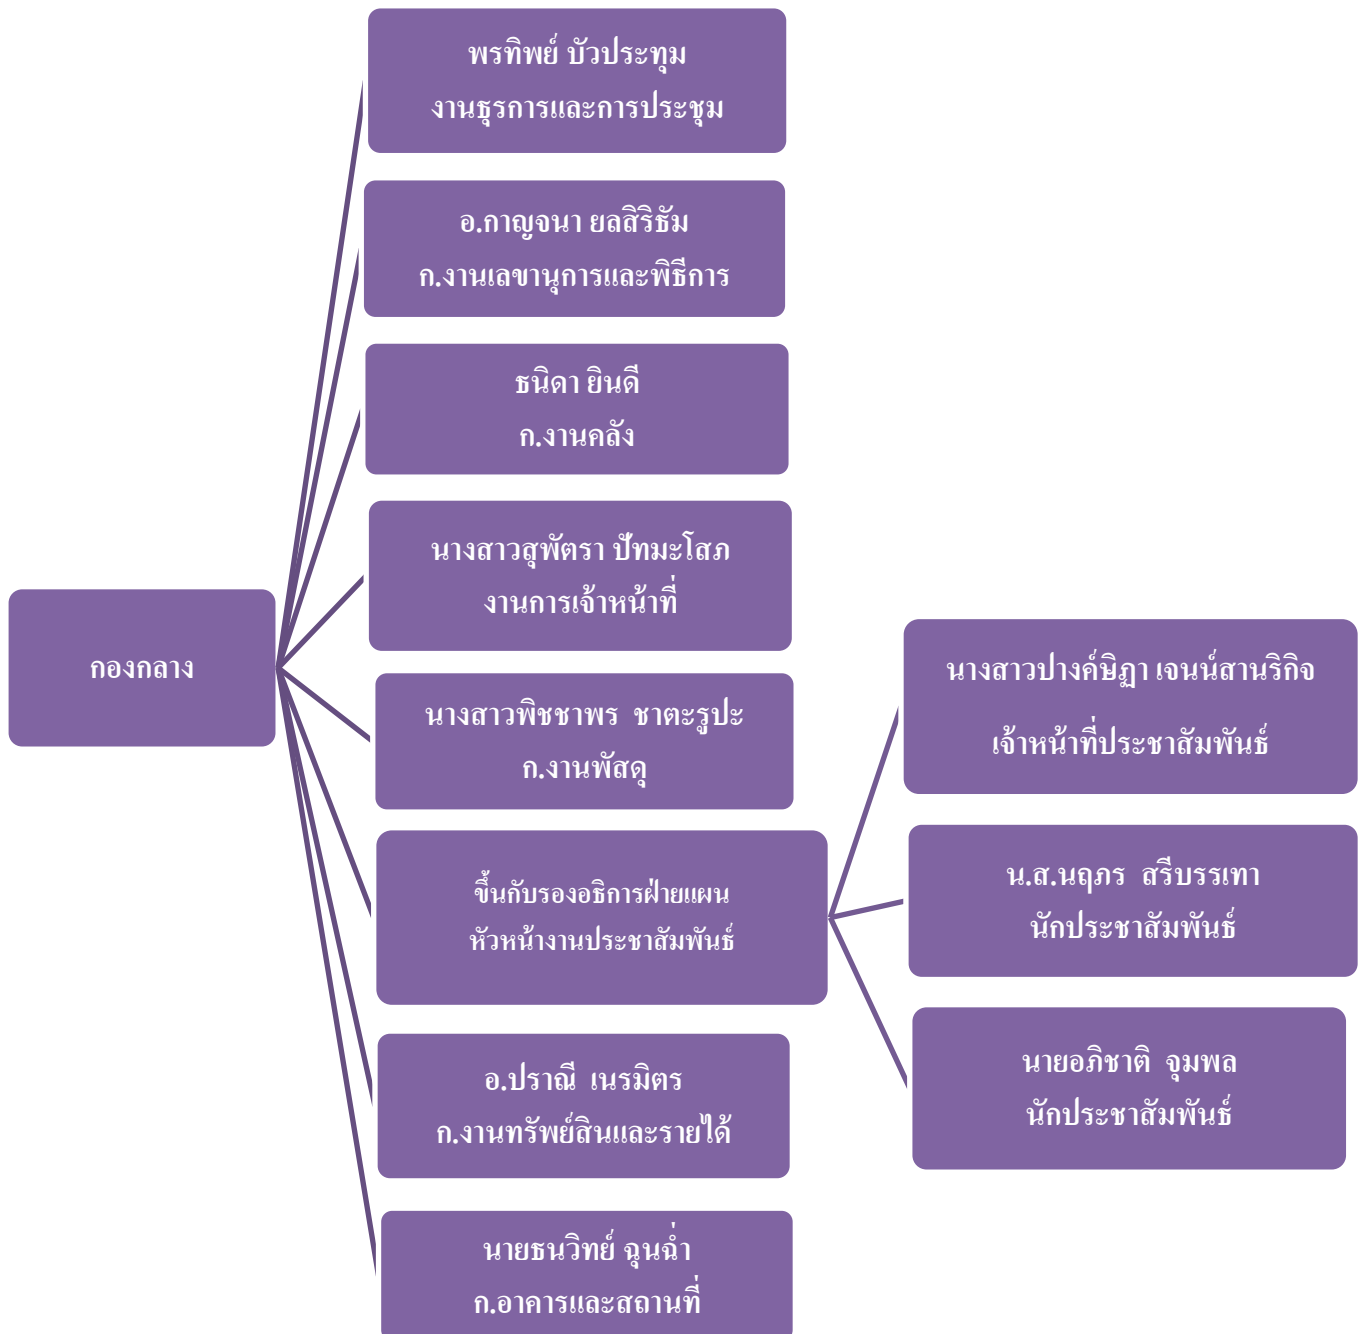 กองกลาง
พรทิพย์ บัวประทุม
งานธุรการและการประชุม
อ.กาญจนา ยลสิริธัม
ก.งานเลขานุการและพิธีการ
ธนิดา ยินดี
ก.งานคลัง
นางสาวสุพัตรา ปัทมะโสภ
งานการเจ้าหน้าที่
นางสาวพิชชาพร  ชาตะรูปะ
ก.งานพัสดุ
ขึ้นกับรองอธิการฝ่ายแผน
หัวหน้างานประชาสัมพันธ์
นางสาวปางค์ษิฏา เจนน์สานริกิจ
เจ้าหน้าที่ประชาสัมพันธ์
น.ส.นฤภร  สรีบรรเทา
นักประชาสัมพันธ์
นายอภิชาติ  จุมพล
นักประชาสัมพันธ์
อ.ปราณี  เนรมิตร
ก.งานทรัพย์สินและรายได้
นายธนวิทย์ ฉุนฉ่ำ
ก.อาคารและสถานที่